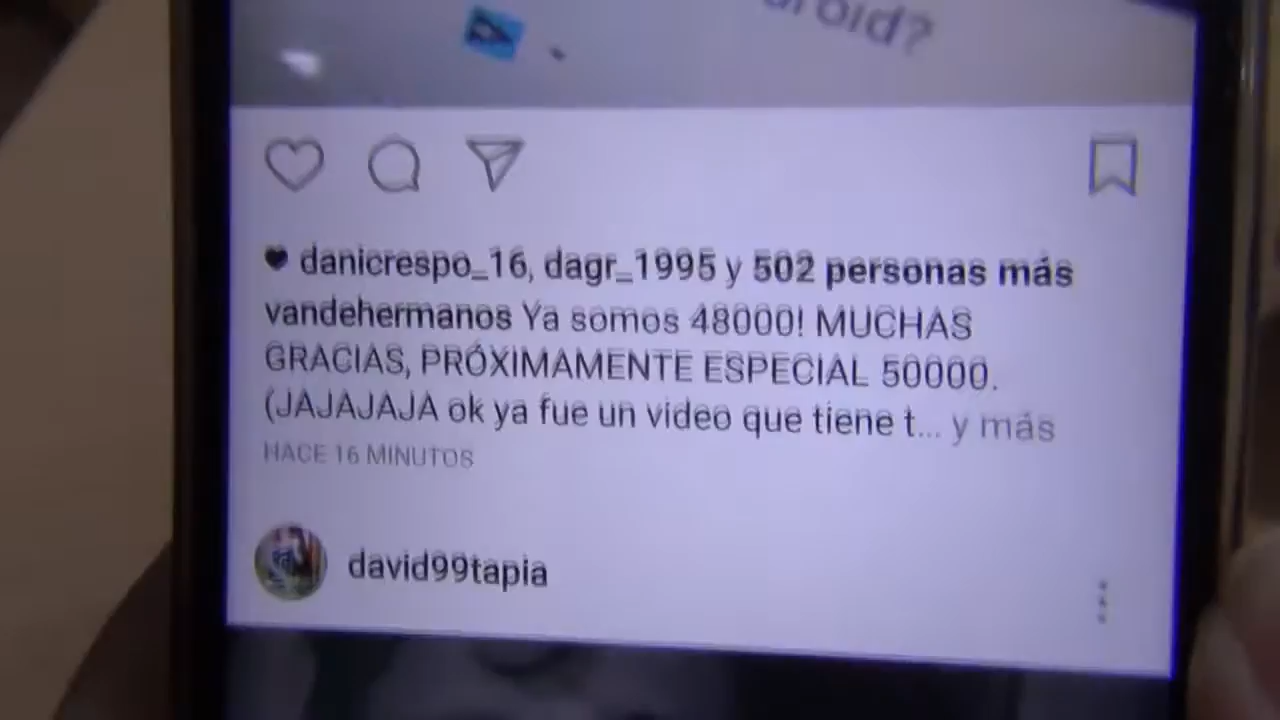 danicrespo_16, dagr_1995 y 502 personas más
vandehermanos Ya somos 48000! MUCHAS
GRACIAS, PRÓXIMAMENTE ESPECIAL 50000.
(JAJAJAJA ok ya fue un video que tiene t... y más
HACE 16 MINUTOS
david99tapia